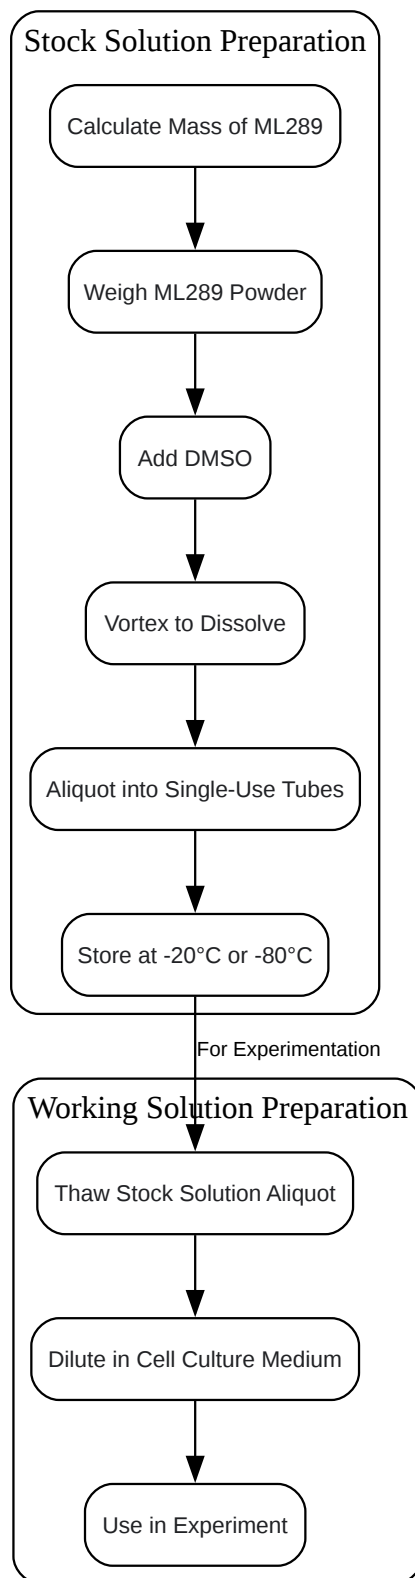 Stock Solution Preparation
Calculate Mass of ML289
Weigh ML289 Powder
Add DMSO
Vortex to Dissolve
Aliquot into Single-Use Tubes
Store at -20°C or -80°C
For Experimentation
Working Solution Preparation
Thaw Stock Solution Aliquot
Dilute in Cell Culture Medium
Use in Experiment